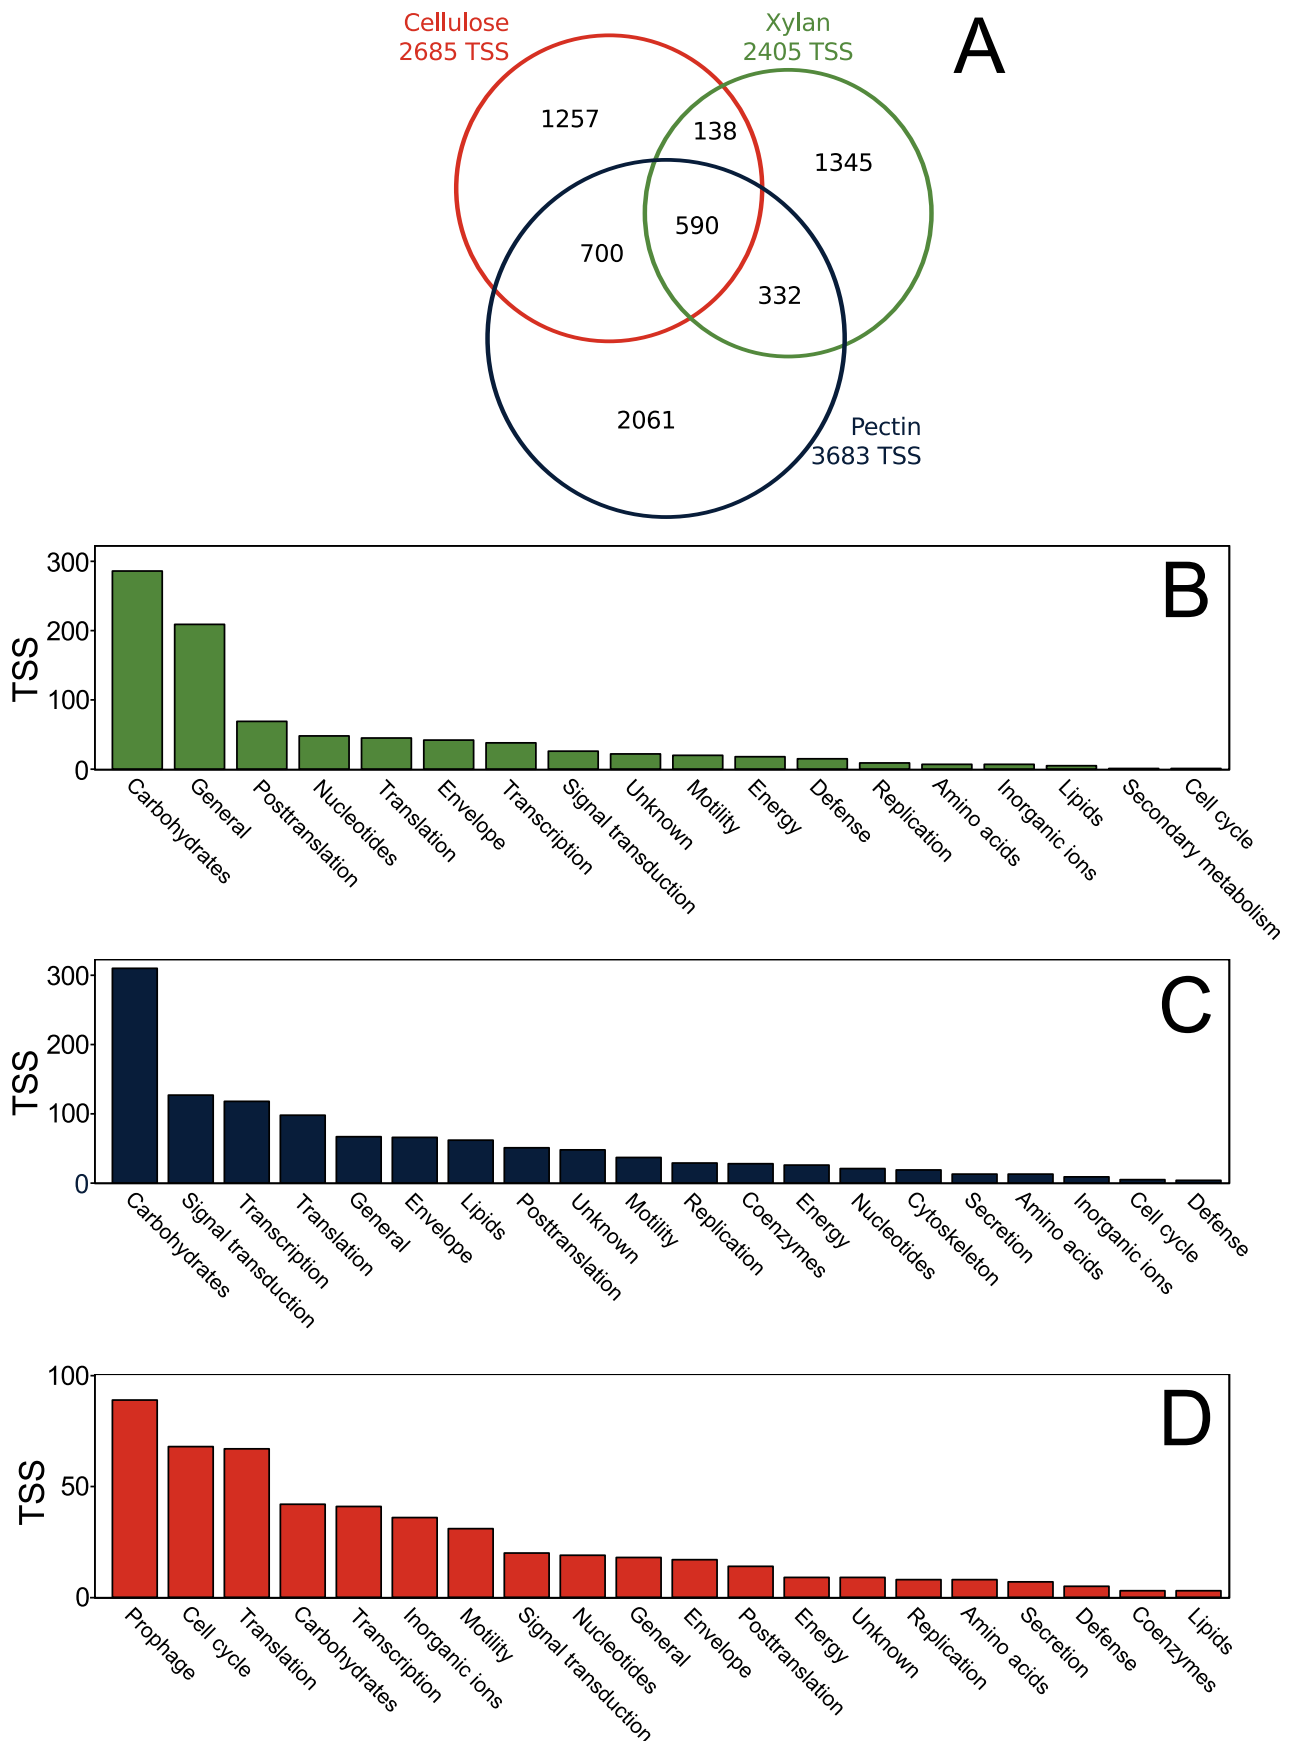 Cellulose
2685 TSS
Xylan
2405 TSS
A
1257
138
1345
590
700
332
2061
Pectin
3683 TSS
B
TSS
300
200
100
0
Carbohydrates
General
Posttranslation
Nucleotides
Translation
Envelope
Transcription
Signal transduction
Unknown
Motility
Energy
Defense
Replication
Amino acids
Inorganic ions
Lipids
Secondary metabolism
Cell cycle
C
TSS
300
200
100
0
Carbohydrates
Signal transduction
Transcription
Translation
General
Envelope
Lipids
Posttranslation
Unknown
Motility
Replication
Coenzymes
Energy
Nucleotides
Cytoskeleton
Secretion
Amino acids
Inorganic ions
Cell cycle
Defense
D
TSS
100
50
0
Prophage
Cell cycle
Translation
Carbohydrates
Transcription
Inorganic ions
Motility
Signal transduction
Nucleotides
General
Envelope
Posttranslation
Energy
Unknown
Replication
Amino acids
Secretion
Defense
Coenzymes
Lipids